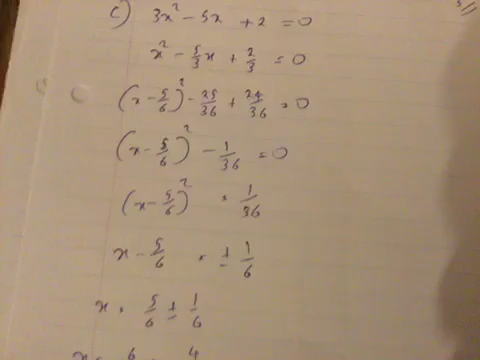 c) 3x² - 5x + 2 = 0
x² - 5/3 x + 2/3 = 0
(x - 5/6)² - 25/36 + 24/36 = 0
(x - 5/6)² - 1/36 = 0
(x - 5/6)² = 1/36
x - 5/6 = ± 1/6
x = 5/6 ± 1/6